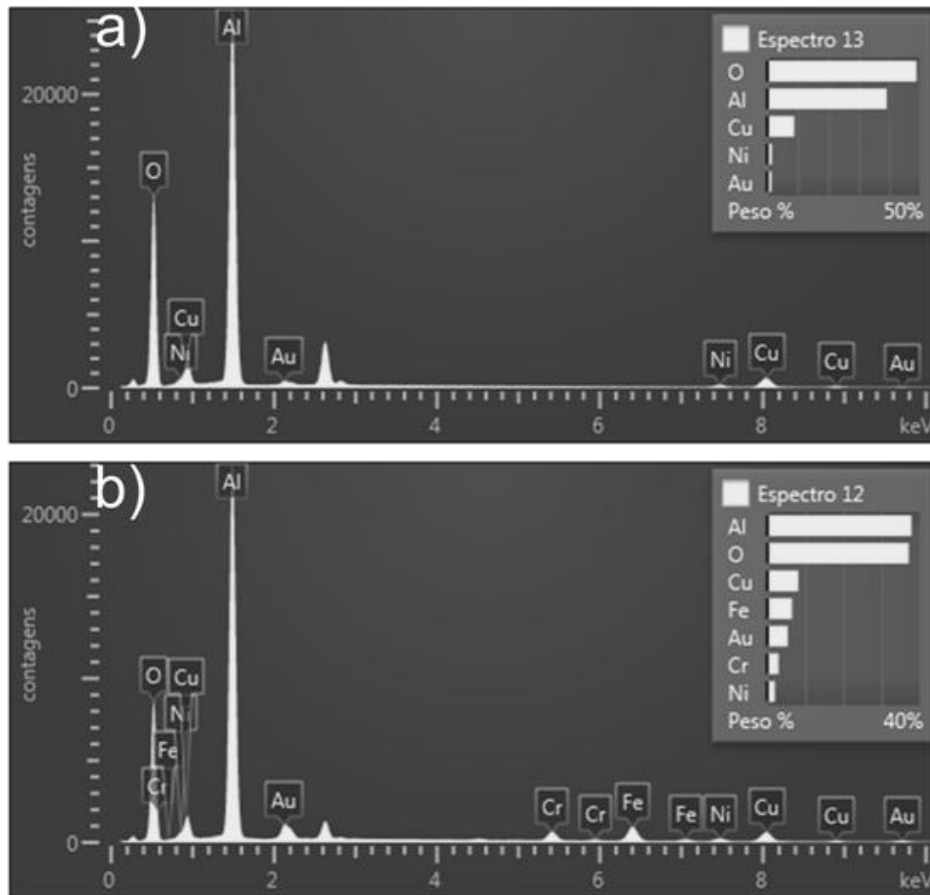 a)
Al
Espectro 13
O
Al
Cu
Ni
Au
Peso % 50%
20000
O
contagens
Cu
Ni
Au
Ni
Cu
Cu
Au
0
0 2 4 6 8 keV
b)
Al
Espectro 12
Al
O
Cu
Fe
Au
Cr
Ni
Peso % 40%
20000
contagens
O
Cu
Ni
Fe
Cr
Au
Cr
Cr
Fe
Fe
Ni
Cu
Cu
Au
0
0 2 4 6 8 keV